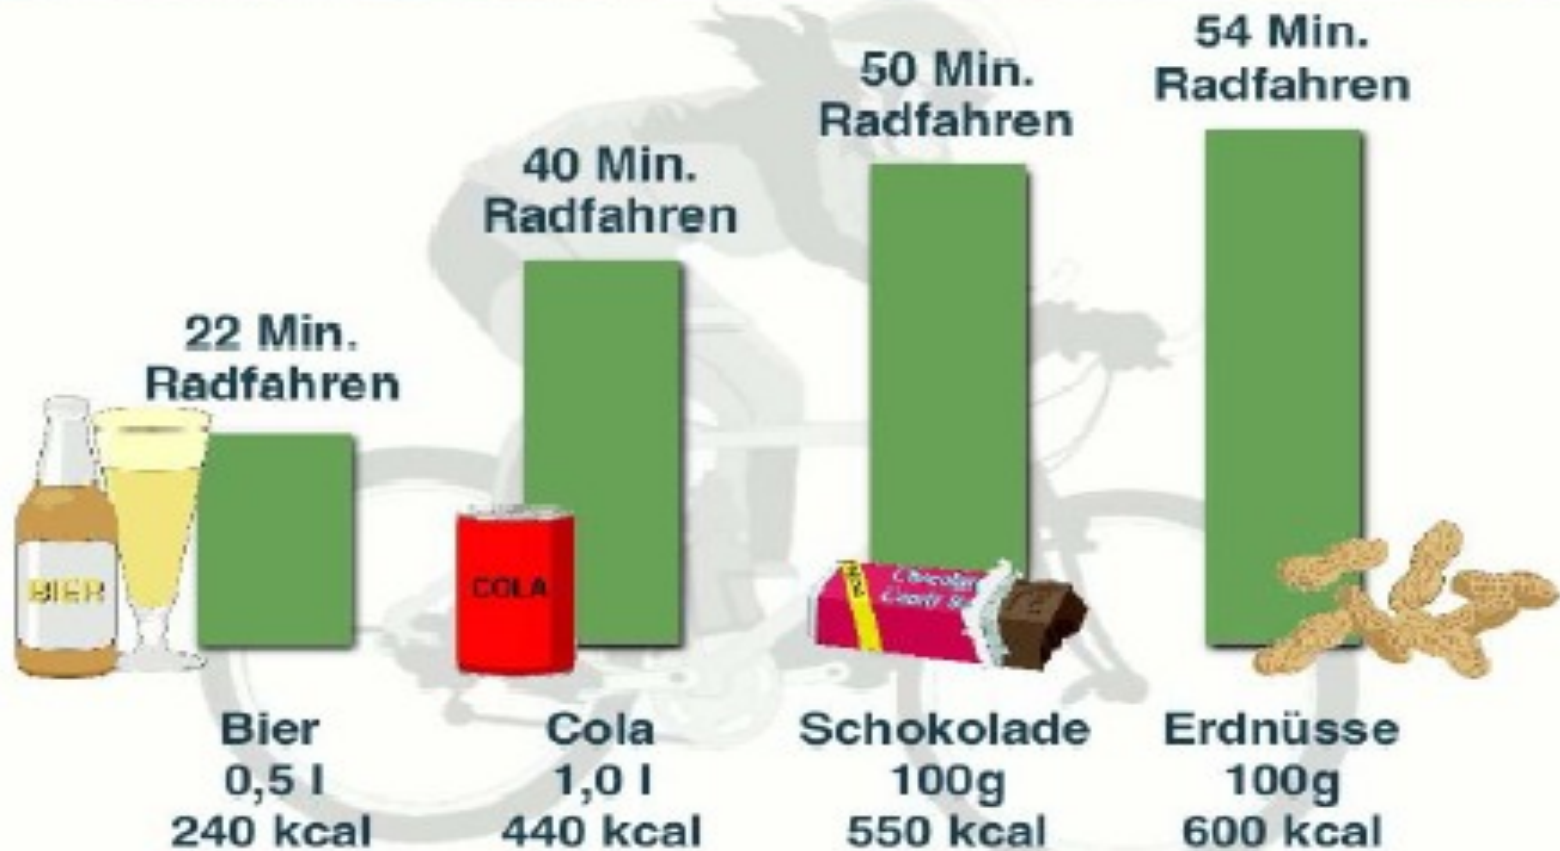 54 Min.
Radfahren
50 Min.
Radfahren
40 Min.
Radfahren
22 Min.
Radfahren
BIER
COLA
Bier
0,5 l
240 kcal
Cola
1,0 l
440 kcal
Schokolade
100g
550 kcal
Erdnüsse
100g
600 kcal